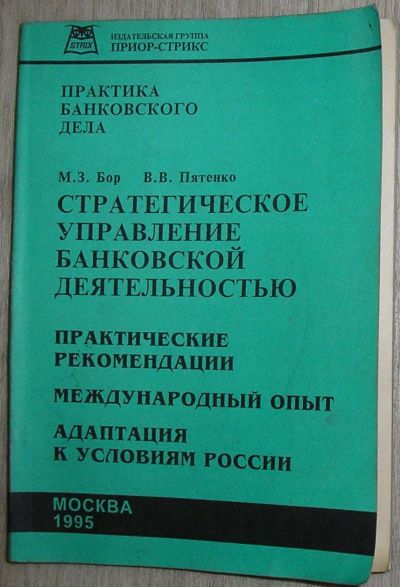 STRIX
ИЗДАТЕЛЬСКАЯ ГРУППА
ПРИОР-СТРИКС
ПРАКТИКА
БАНКОВСКОГО
ДЕЛА
М.З. Бор В.В. Пятенко
СТРАТЕГИЧЕСКОЕ
УПРАВЛЕНИЕ
БАНКОВСКОЙ
ДЕЯТЕЛЬНОСТЬЮ
ПРАКТИЧЕСКИЕ
РЕКОМЕНДАЦИИ
МЕЖДУНАРОДНЫЙ ОПЫТ
АДАПТАЦИЯ
К УСЛОВИЯМ РОССИИ
МОСКВА
1995